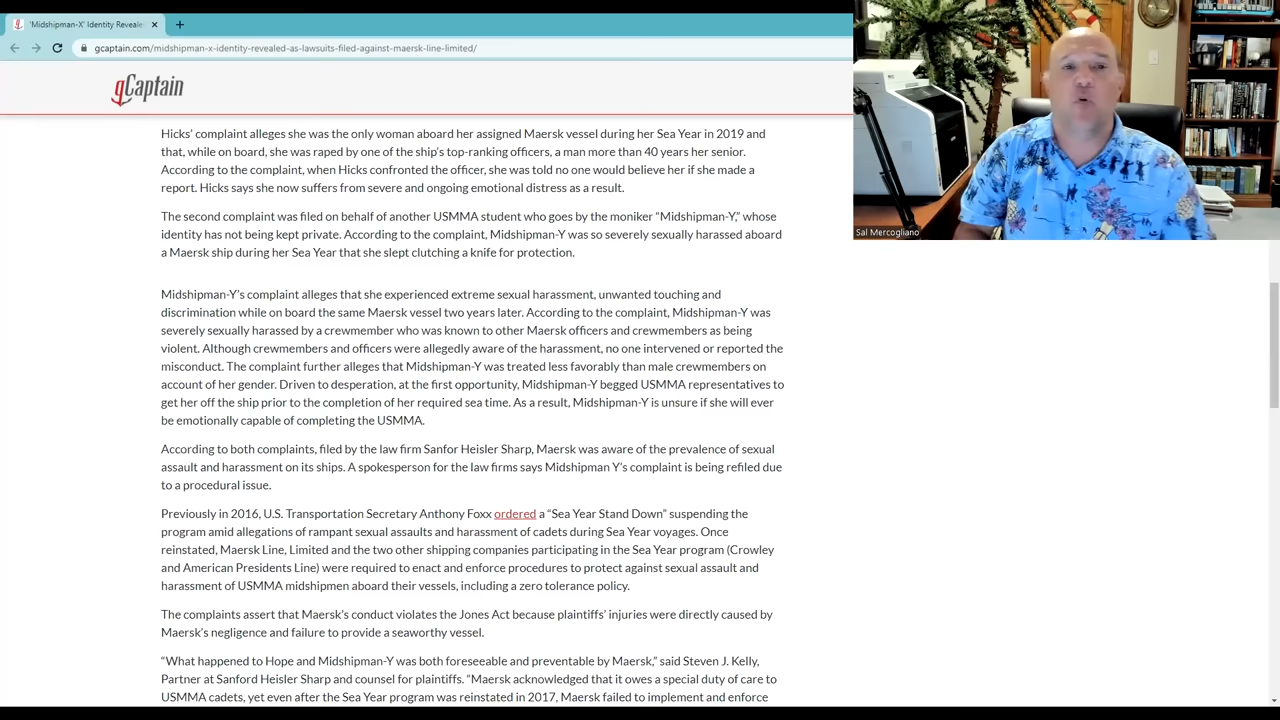 'Midshipman-X' Identity Reveale
gcaptain.com/midshipman-x-identity-revealed-as-lawsuits-filed-against-maersk-line-limited/
gCaptain
Sal Mercogliano
Hicks’ complaint alleges she was the only woman aboard her assigned Maersk vessel during her Sea Year in 2019 and
that, while on board, she was raped by one of the ship’s top-ranking officers, a man more than 40 years her senior.
According to the complaint, when Hicks confronted the officer, she was told no one would believe her if she made a
report. Hicks says she now suffers from severe and ongoing emotional distress as a result.
The second complaint was filed on behalf of another USMMA student who goes by the moniker “Midshipman-Y,” whose
identity has not being kept private. According to the complaint, Midshipman-Y was so severely sexually harassed aboard
a Maersk ship during her Sea Year that she slept clutching a knife for protection.
Midshipman-Y’s complaint alleges that she experienced extreme sexual harassment, unwanted touching and
discrimination while on board the same Maersk vessel two years later. According to the complaint, Midshipman-Y was
severely sexually harassed by a crewmember who was known to other Maersk officers and crewmembers as being
violent. Although crewmembers and officers were allegedly aware of the harassment, no one intervened or reported the
misconduct. The complaint further alleges that Midshipman-Y was treated less favorably than male crewmembers on
account of her gender. Driven to desperation, at the first opportunity, Midshipman-Y begged USMMA representatives to
get her off the ship prior to the completion of her required sea time. As a result, Midshipman-Y is unsure if she will ever
be emotionally capable of completing the USMMA.
According to both complaints, filed by the law firm Sanfor Heisler Sharp, Maersk was aware of the prevalence of sexual
assault and harassment on its ships. A spokesperson for the law firms says Midshipman Y’s complaint is being refiled due
to a procedural issue.
Previously in 2016, U.S. Transportation Secretary Anthony Foxx ordered a “Sea Year Stand Down” suspending the
program amid allegations of rampant sexual assaults and harassment of cadets during Sea Year voyages. Once
reinstated, Maersk Line, Limited and the two other shipping companies participating in the Sea Year program (Crowley
and American Presidents Line) were required to enact and enforce procedures to protect against sexual assault and
harassment of USMMA midshipmen aboard their vessels, including a zero tolerance policy.
The complaints assert that Maersk’s conduct violates the Jones Act because plaintiffs’ injuries were directly caused by
Maersk’s negligence and failure to provide a seaworthy vessel.
“What happened to Hope and Midshipman-Y was both foreseeable and preventable by Maersk,” said Steven J. Kelly,
Partner at Sanford Heisler Sharp and counsel for plaintiffs. “Maersk acknowledged that it owes a special duty of care to
USMMA cadets, yet even after the Sea Year program was reinstated in 2017, Maersk failed to implement and enforce